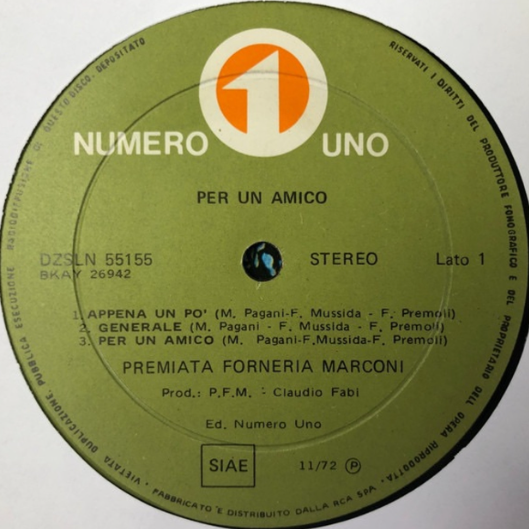 NUMERO 1 UNO
PER UN AMICO
DZSLN 55155 STEREO Lato 1
BKAY 26942
1. APPENA UN PO' (M. Pagani-F. Mussida - F. Premoli)
2. GENERALE (M. Pagani - F. Mussida - F. Premoli)
3. PER UN AMICO (M. Pagani-F.Mussida-F. Premoli)
PREMIATA FORNERIA MARCONI
Prod.: P.F.M. - Claudio Fabi
Ed. Numero Uno
SIAE 11/72 Ⓟ
RISERVATI I DIRITTI DEL PRODUTTORE FONOGRAFICO E DEL PROPRIETARIO DELL'OPERA RIPRODOTTA - VIETATO DUPLICAZIONE, PUBBLICA ESECUZIONE RADIODIFFUSIONE DI QUESTO DISCO, DEPOSITATO
FABBRICATO E DISTRIBUITO DALLA RCA SpA -